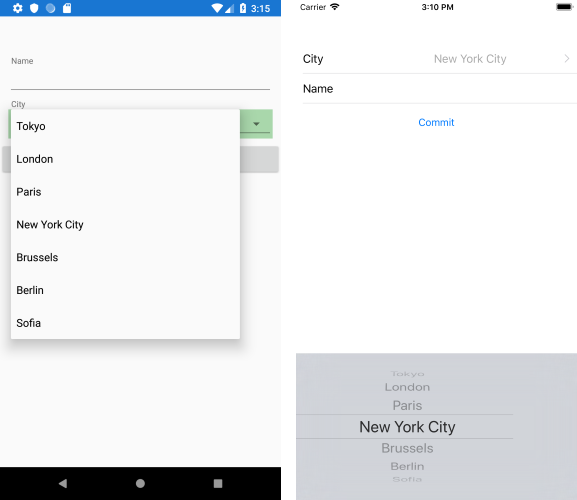 3:15
Name
City
Tokyo
London
Paris
New York City
Brussels
Berlin
Sofia
Carrier 3:10 PM
City New York City
Name
Commit
Tokyo
London
Paris
New York City
Brussels
Berlin
Sofia